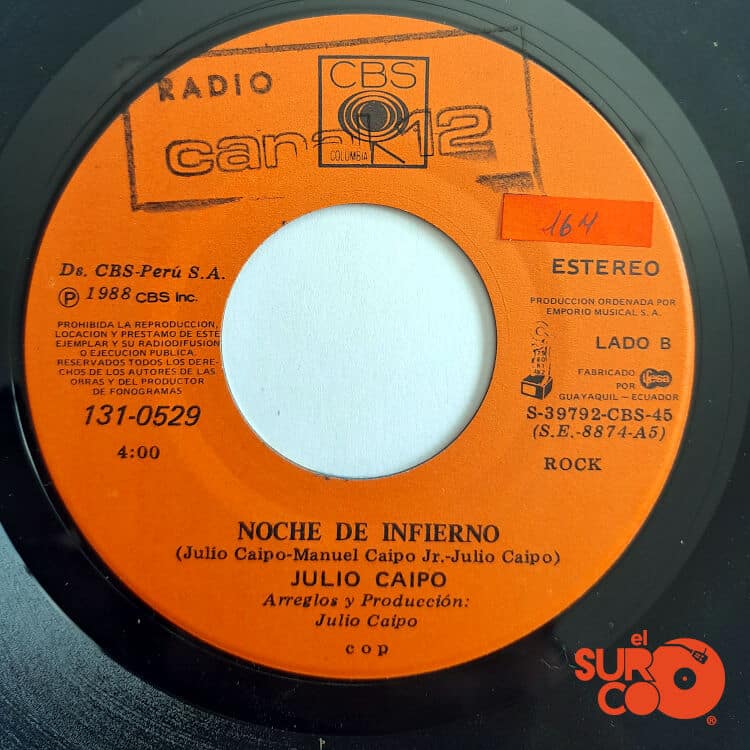 RADIO
canal 12
CBS
COLUMBIA
164
Ds. CBS-Perú S.A.
Ⓟ 1988 CBS Inc.
PROHIBIDA LA REPRODUCCION,
LOCACION Y PRESTAMO DE ESTE
EJEMPLAR Y SU RADIODIFUSION
O EJECUCION PUBLICA.
RESERVADOS TODOS LOS DERE-
CHOS DE LOS AUTORES DE LAS
OBRAS Y DEL PRODUCTOR
DE FONOGRAMAS
131-0529
4:00
ESTEREO
PRODUCCION ORDENADA POR
EMPORIO MUSICAL S.A.
LADO B
FABRICADO
POR
GUAYAQUIL – ECUADOR
S-39792-CBS-45
(S.E.-8874-A5)
ROCK
NOCHE DE INFIERNO
(Julio Caipo-Manuel Caipo Jr.-Julio Caipo)
JULIO CAIPO
Arreglos y Producción:
Julio Caipo
c o p
el
SUR
CO
®